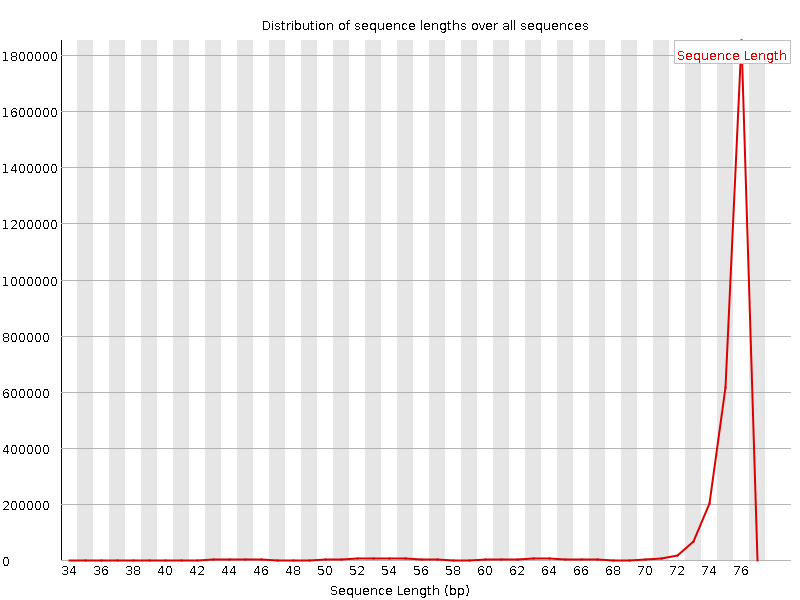 Distribution of sequence lengths over all sequences
Sequence Length
1800000
1600000
1400000
1200000
1000000
800000
600000
400000
200000
0
34 36 38 40 42 44 46 48 50 52 54 56 58 60 62 64 66 68 70 72 74 76
Sequence Length (bp)